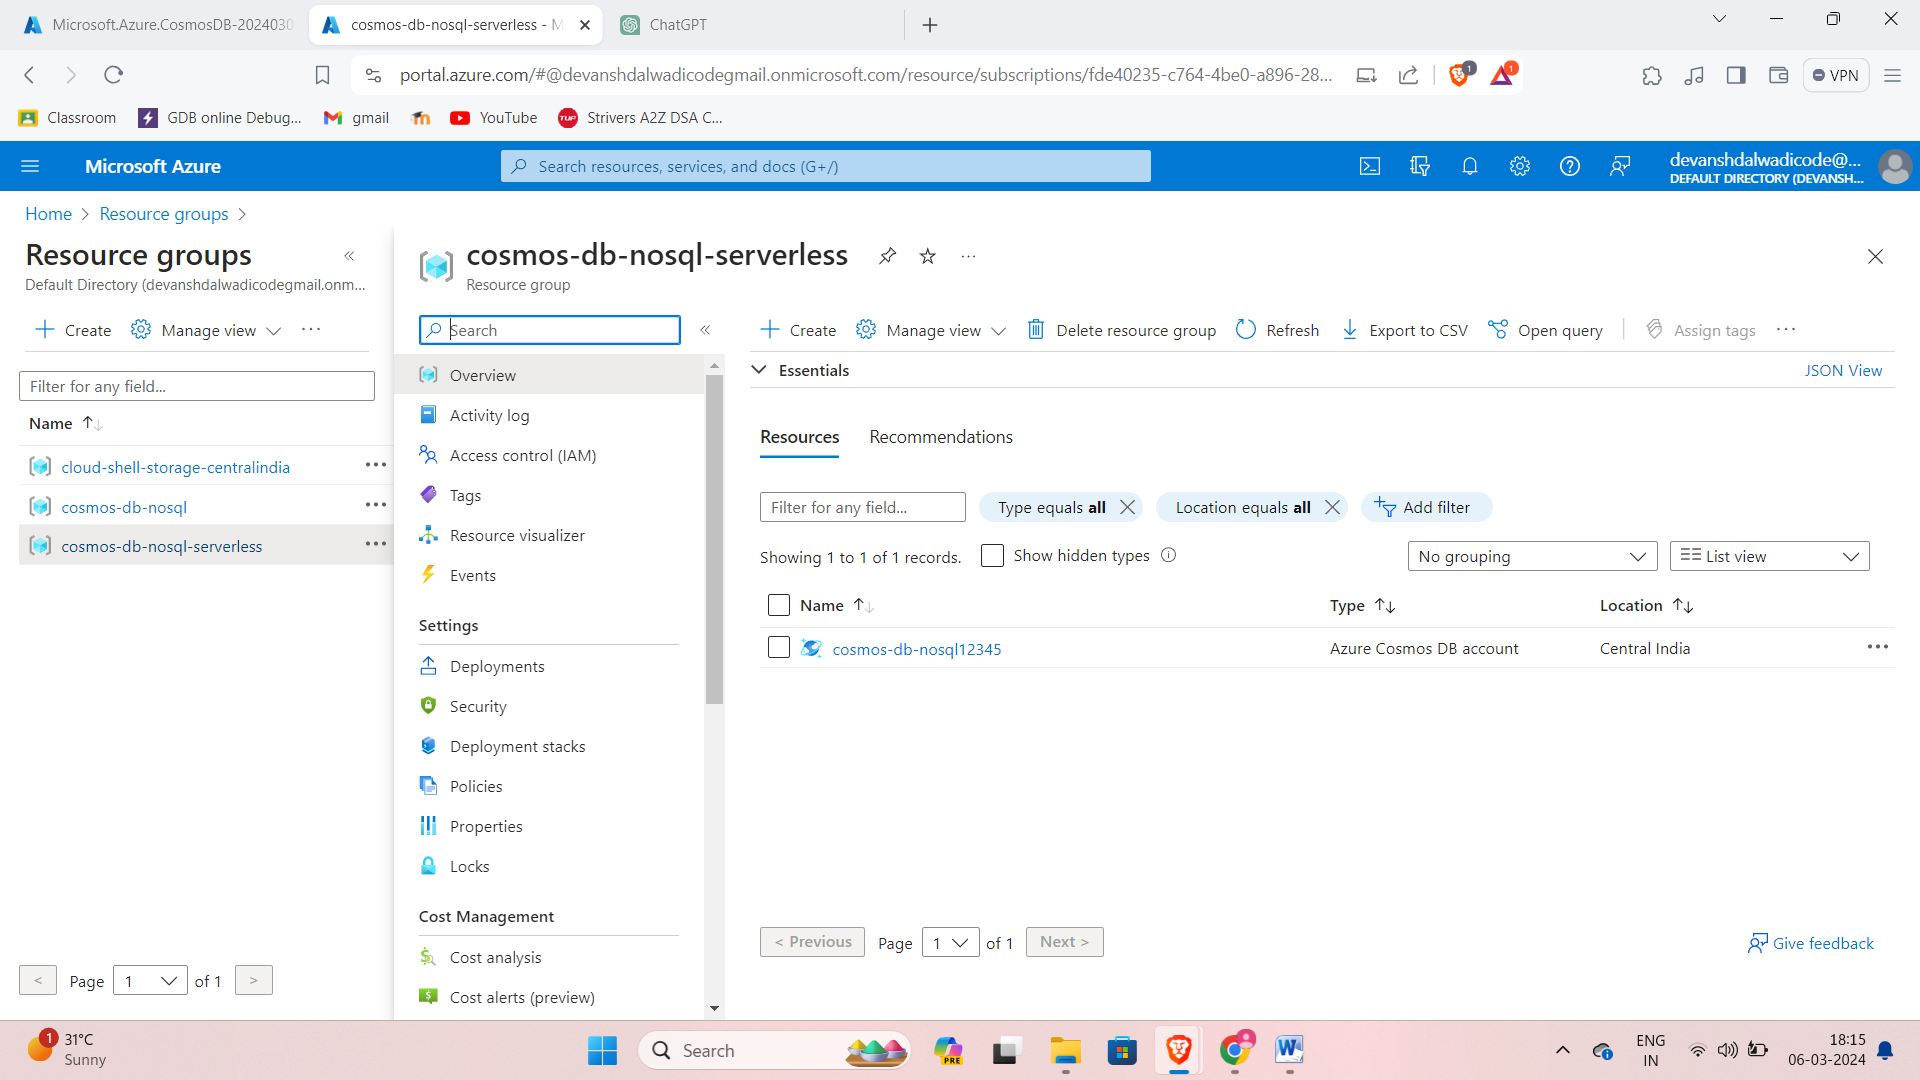 Microsoft.Azure.CosmosDB-2024030
cosmos-db-nosql-serverless - M
ChatGPT
portal.azure.com/#@devanshdalwadicodegmail.onmicrosoft.com/resource/subscriptions/fde40235-c764-4be0-a896-28...
1
1
VPN
Classroom
GDB online Debug...
gmail
YouTube
TUF
Strivers A2Z DSA C...
Microsoft Azure
Search resources, services, and docs (G+/)
devanshdalwadicode@...
DEFAULT DIRECTORY (DEVANSH...
Home > Resource groups >
Resource groups
Default Directory (devanshdalwadicodegmail.onm...
Create
Manage view
Filter for any field...
Name
cloud-shell-storage-centralindia
cosmos-db-nosql
cosmos-db-nosql-serverless
< Page 1 of 1 >
cosmos-db-nosql-serverless
Resource group
Search
Overview
Activity log
Access control (IAM)
Tags
Resource visualizer
Events
Settings
Deployments
Security
Deployment stacks
Policies
Properties
Locks
Cost Management
Cost analysis
Cost alerts (preview)
Create
Manage view
Delete resource group
Refresh
Export to CSV
Open query
Assign tags
Essentials
JSON View
Resources
Recommendations
Filter for any field...
Type equals all
Location equals all
Add filter
Showing 1 to 1 of 1 records.
Show hidden types
No grouping
List view
Name
Type
Location
cosmos-db-nosql12345
Azure Cosmos DB account
Central India
< Previous
Page 1 of 1
Next >
Give feedback
1
31°C
Sunny
Search
PRE
ENG
IN
18:15
06-03-2024